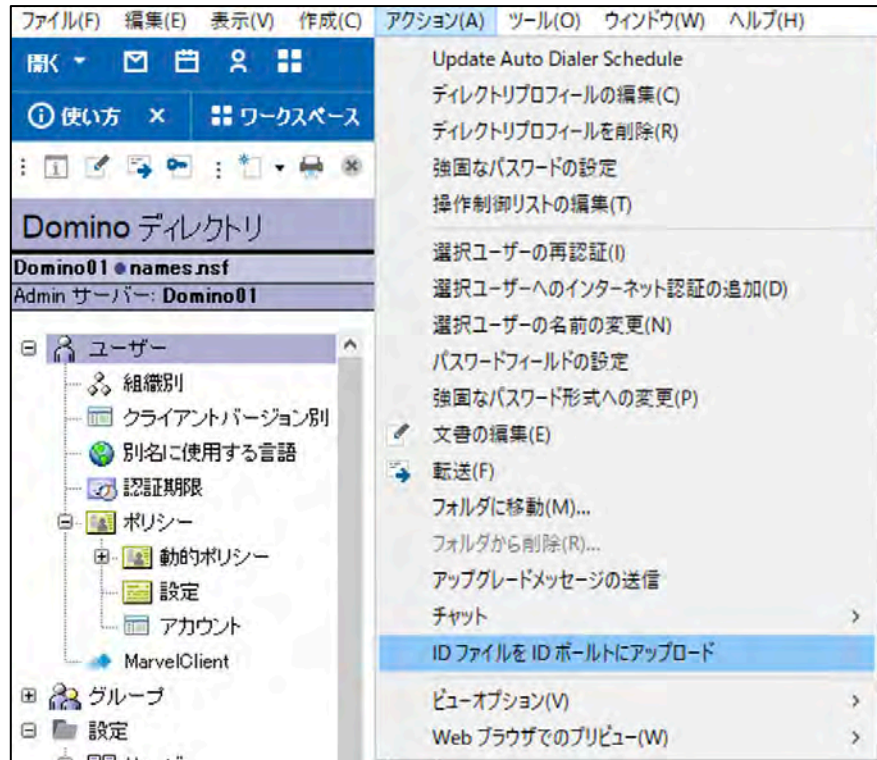 ファイル(F) 編集(E) 表示(V) 作成(C) アクション(A) ツール(O) ウィンドウ(W) ヘルプ(H)
開く
使い方 ×
ワークスペース
Domino ディレクトリ
Domino01 ● names.nsf
Admin サーバー: Domino01
ユーザー
組織別
クライアントバージョン別
別名に使用する言語
認証期限
ポリシー
動的ポリシー
設定
アカウント
MarvelClient
グループ
設定
Update Auto Dialer Schedule
ディレクトリプロフィールの編集(C)
ディレクトリプロフィールを削除(R)
強固なパスワードの設定
操作制御リストの編集(T)
選択ユーザーの再認証(I)
選択ユーザーへのインターネット認証の追加(D)
選択ユーザーの名前の変更(N)
パスワードフィールドの設定
強固なパスワード形式への変更(P)
文書の編集(E)
転送(F)
フォルダに移動(M)...
フォルダから削除(R)...
アップグレードメッセージの送信
チャット
ID ファイルを ID ボールトにアップロード
ビューオプション(V)
Web ブラウザでのプリビュー(W)